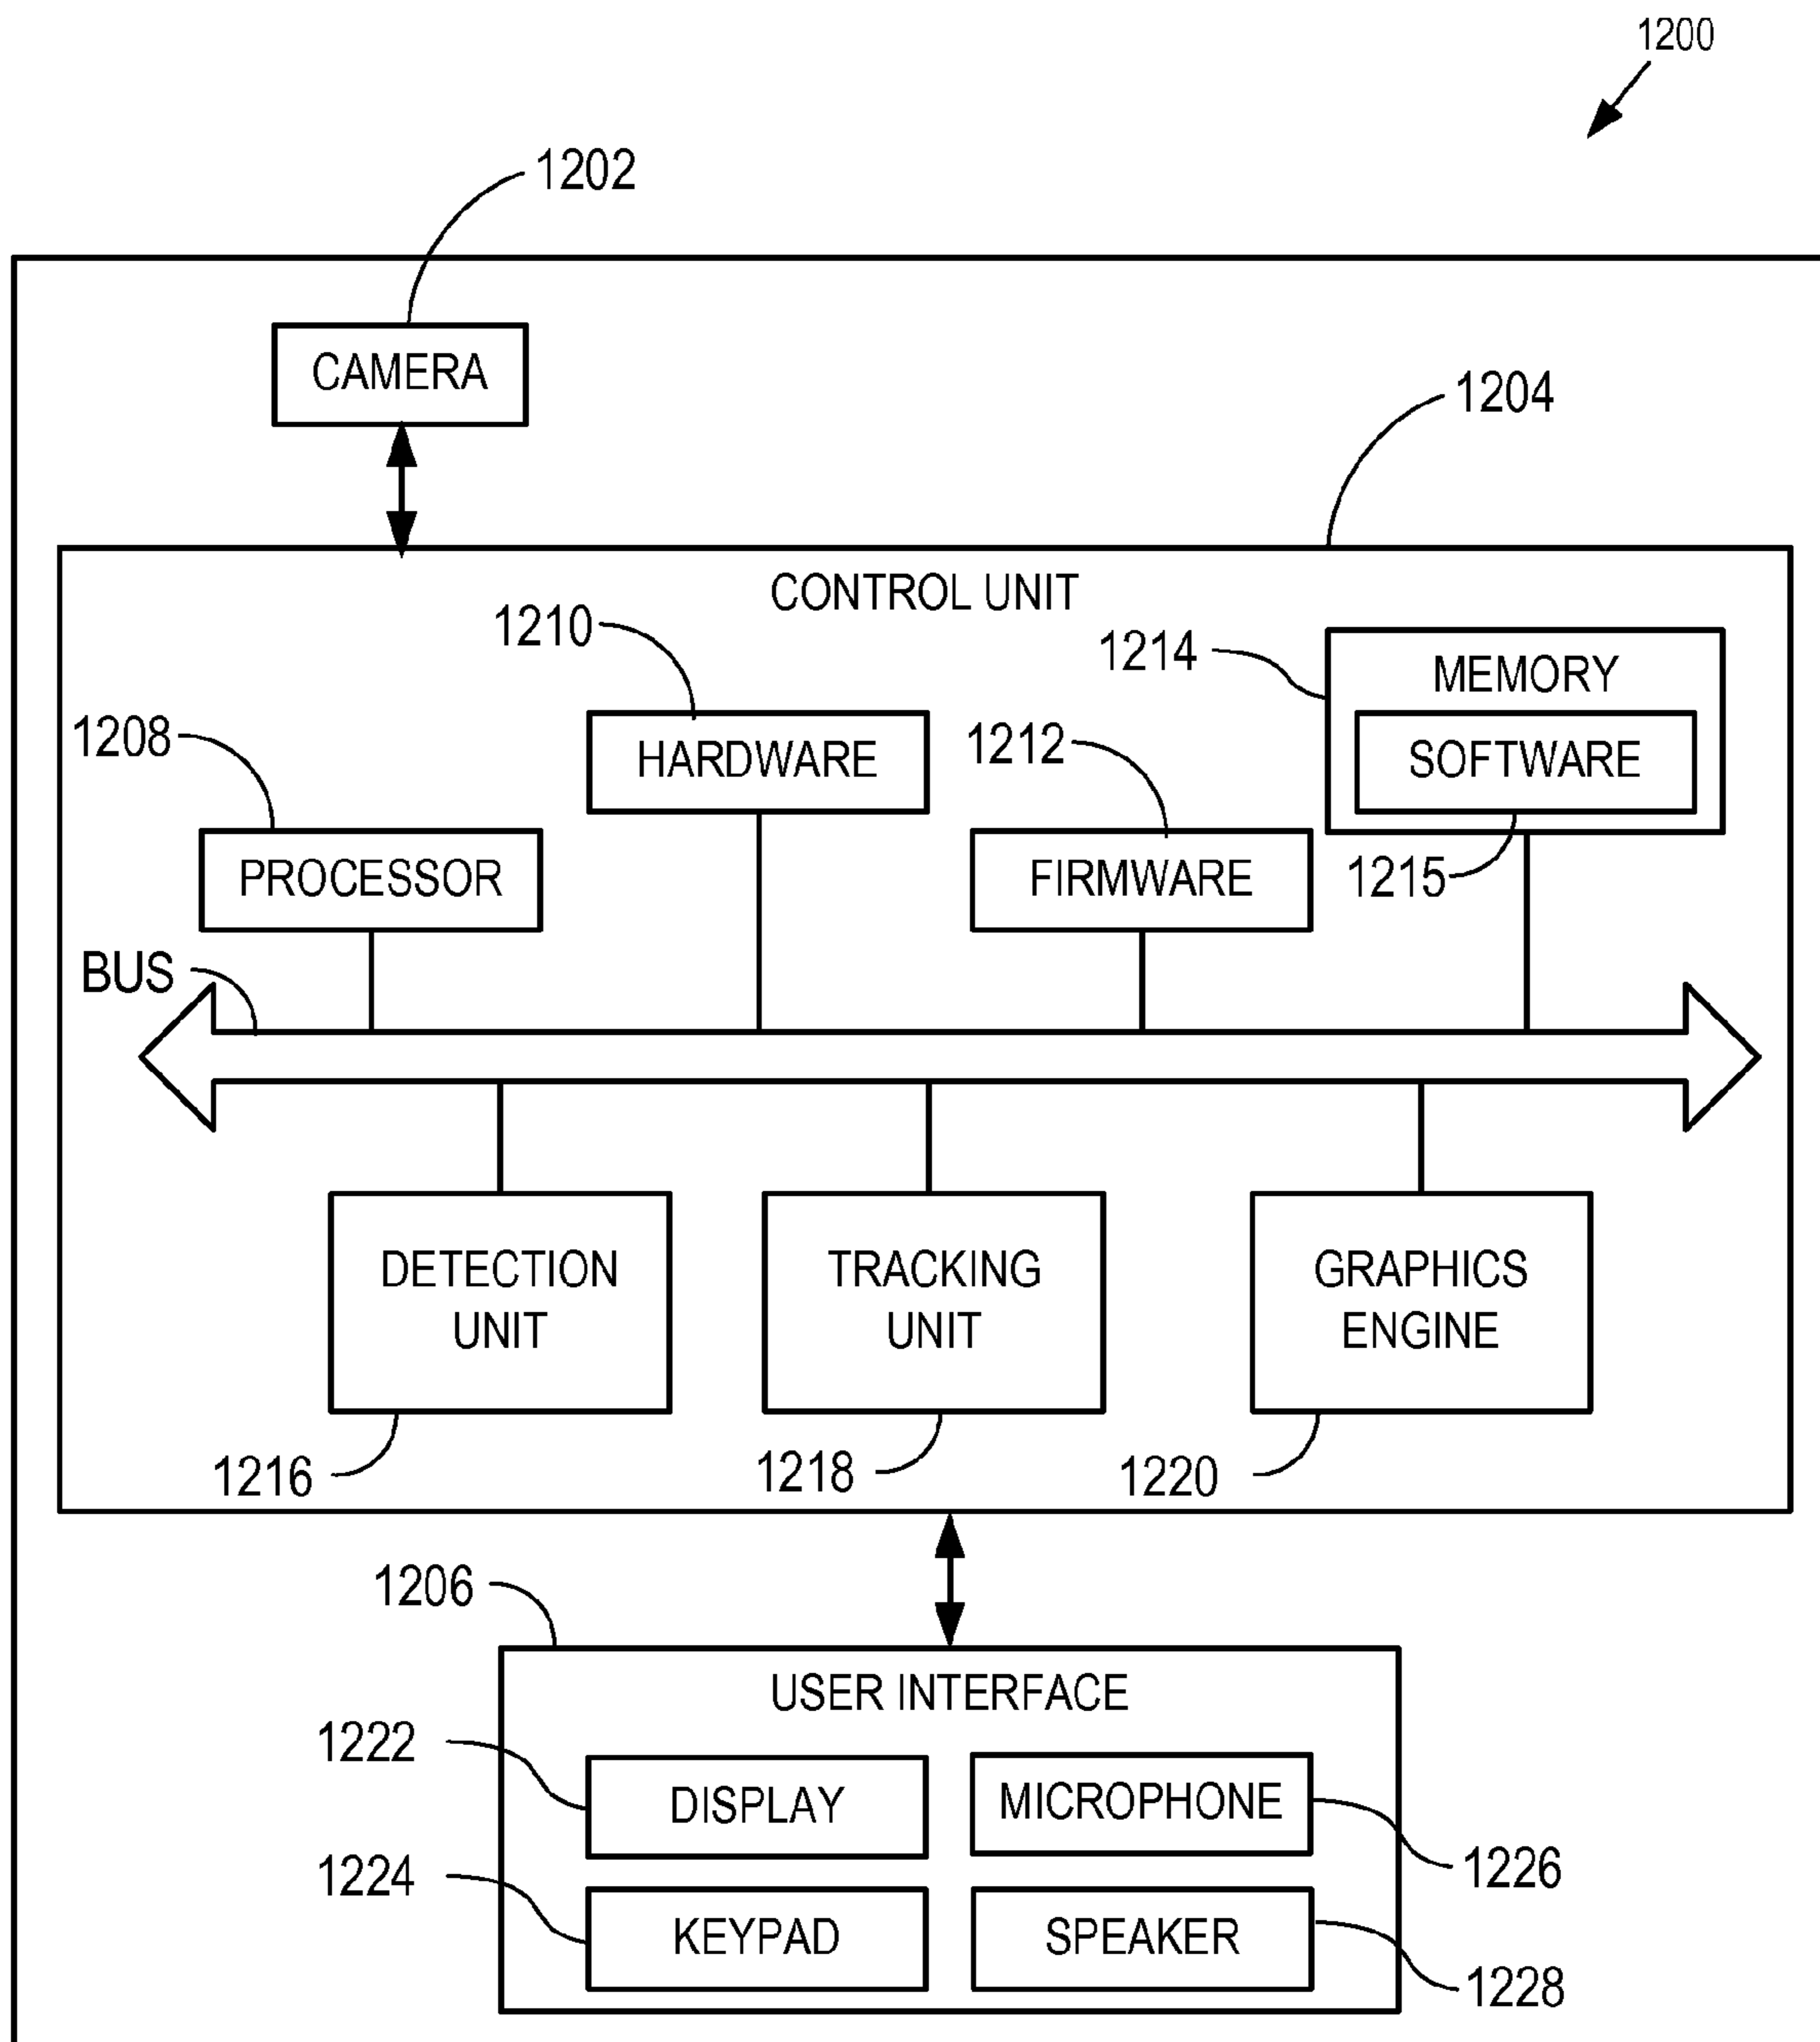 1200
1202
CAMERA
1204
CONTROL UNIT
1210
1214
MEMORY
1208
HARDWARE
1212
SOFTWARE
PROCESSOR
FIRMWARE
1215
BUS
DETECTION
UNIT
TRACKING
UNIT
GRAPHICS
ENGINE
1216
1218
1220
1206
USER INTERFACE
1222
DISPLAY
MICROPHONE
1224
1226
KEYPAD
SPEAKER
1228